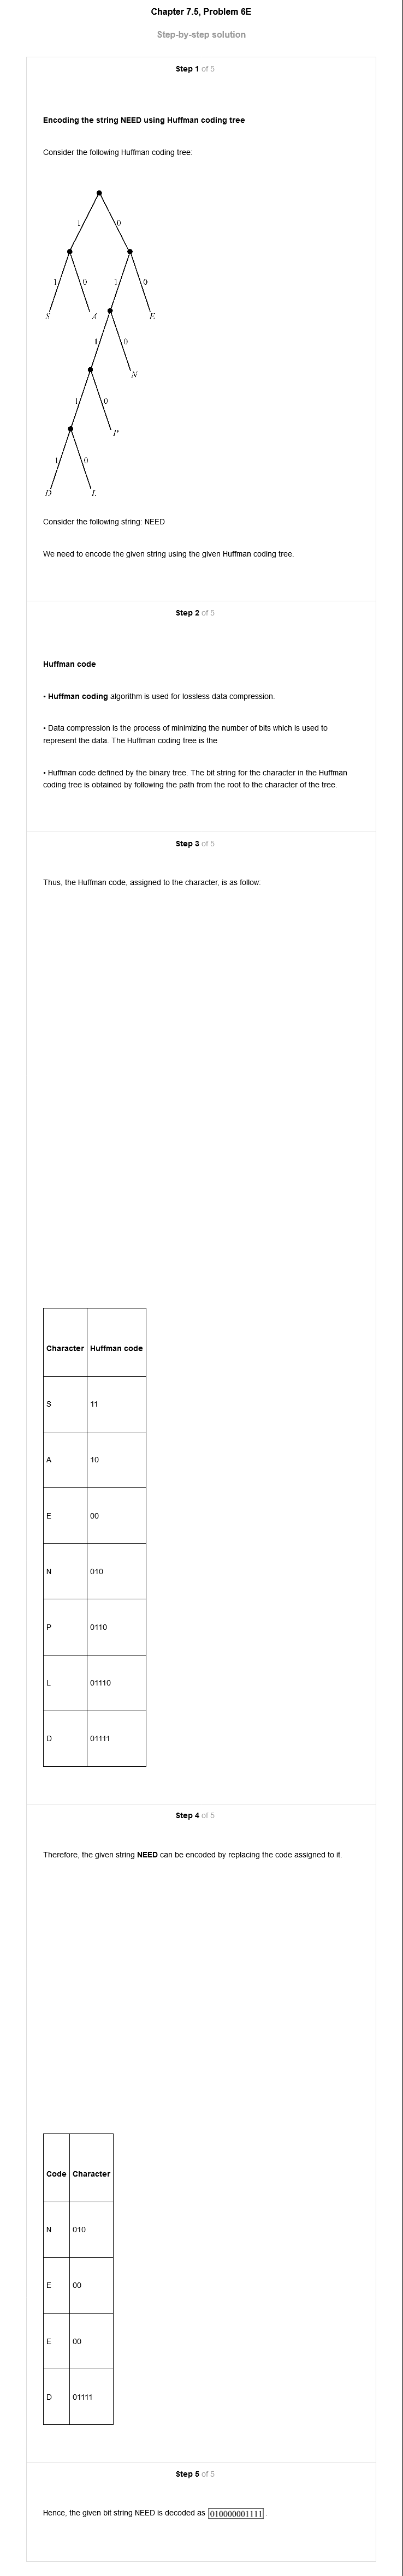 Chapter 7.5, Problem 6E
Step-by-step solution
Step 1 of 5
Encoding the string NEED using Huffman coding tree
Consider the following Huffman coding tree:
1 0
1 0 1 0
S A E
1 0
N
1 0
P
1 0
D L
Consider the following string: NEED
We need to encode the given string using the given Huffman coding tree.
Step 2 of 5
Huffman code
• Huffman coding algorithm is used for lossless data compression.
• Data compression is the process of minimizing the number of bits which is used to
represent the data. The Huffman coding tree is the
• Huffman code defined by the binary tree. The bit string for the character in the Huffman
coding tree is obtained by following the path from the root to the character of the tree.
Step 3 of 5
Thus, the Huffman code, assigned to the character, is as follow:
Character Huffman code
S 11
A 10
E 00
N 010
P 0110
L 01110
D 01111
Step 4 of 5
Therefore, the given string NEED can be encoded by replacing the code assigned to it.
Code Character
N 010
E 00
E 00
D 01111
Step 5 of 5
Hence, the given bit string NEED is decoded as 010000001111 .